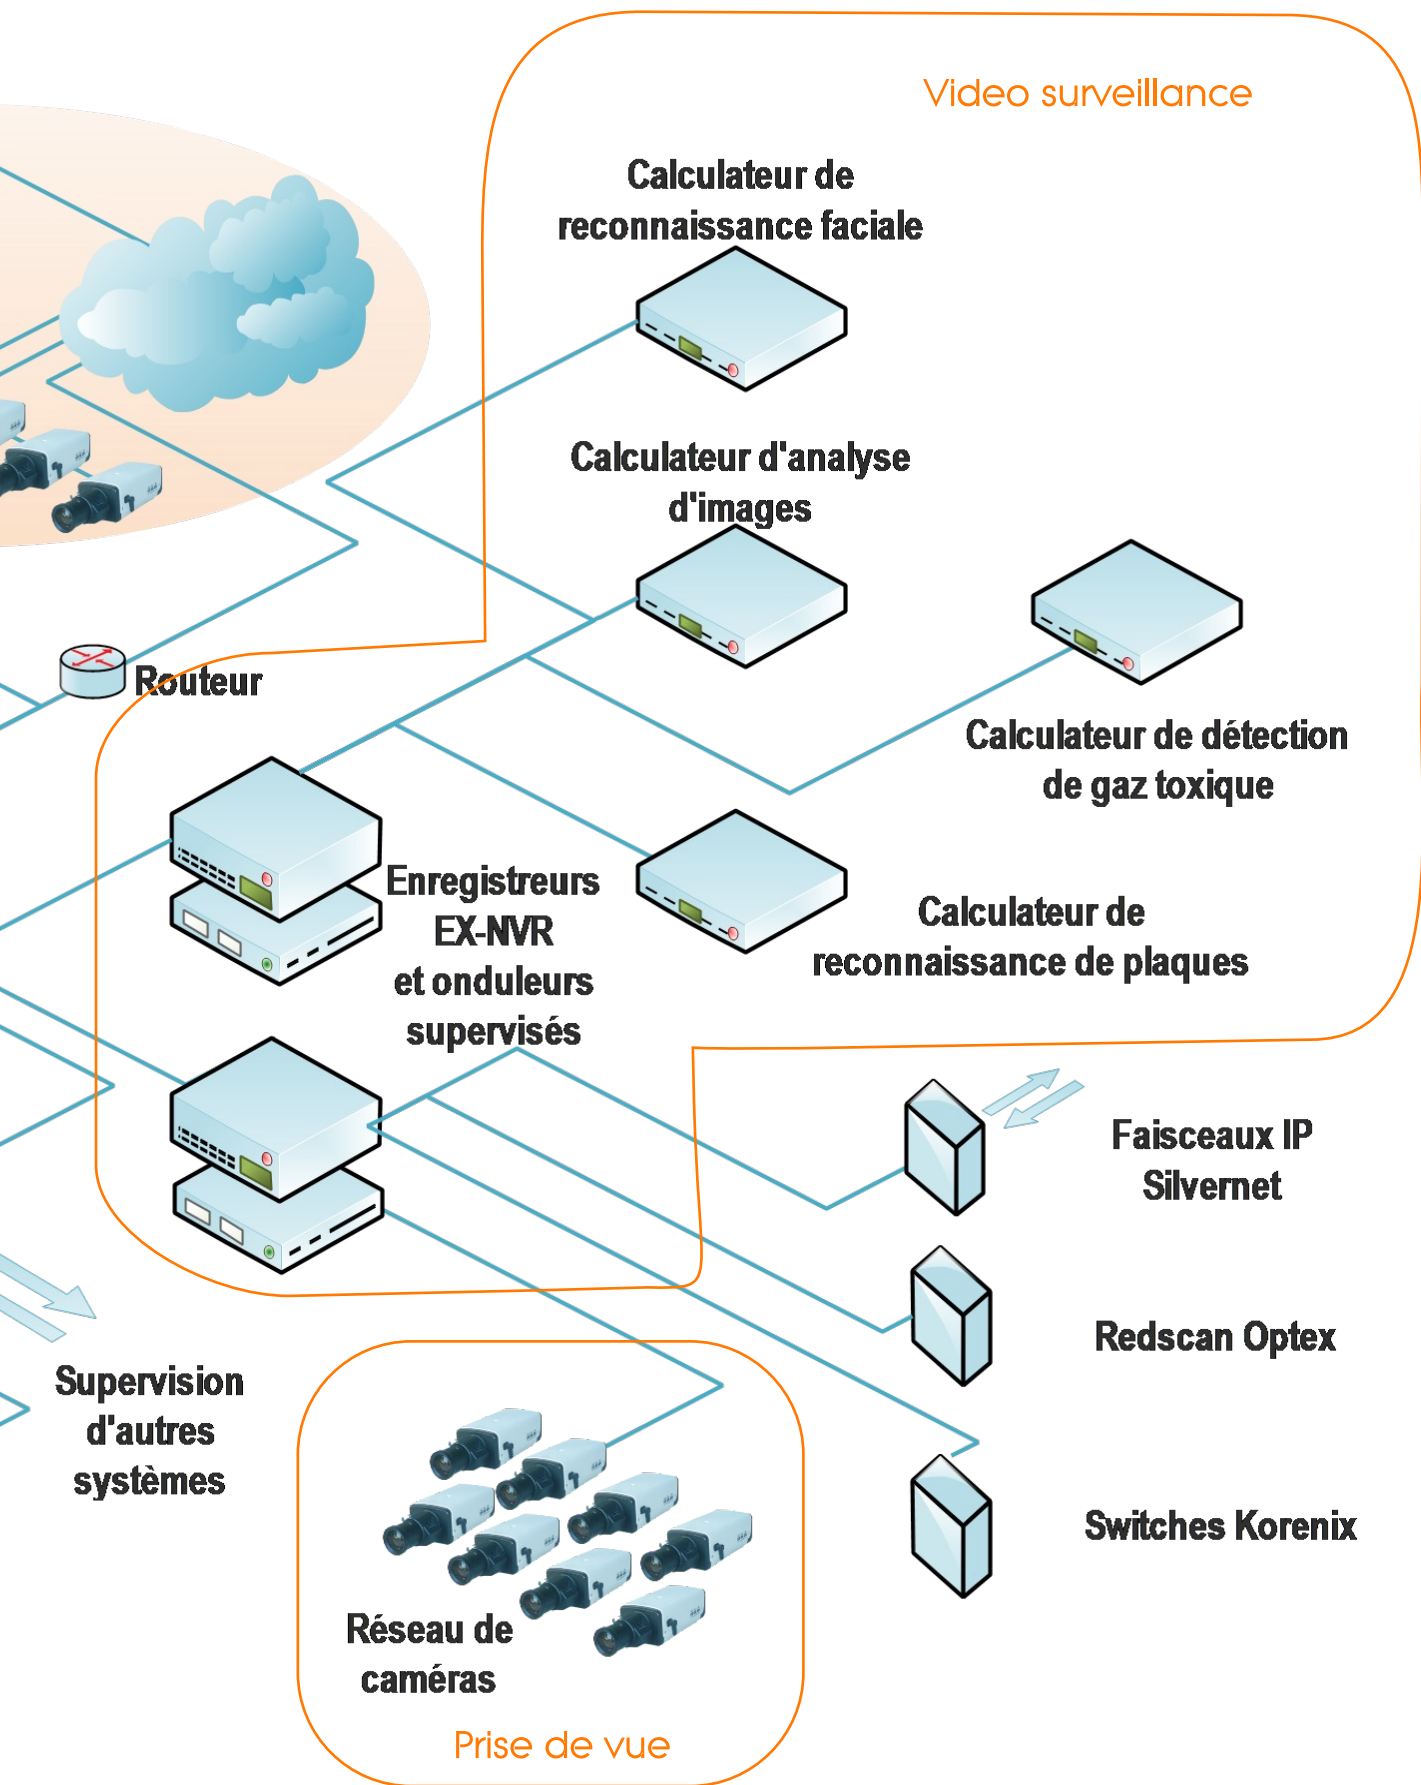 Video surveillance
Calculateur de
reconnaissance faciale
Calculateur d'analyse
d'images
Routeur
Calculateur de détection
de gaz toxique
Enregistreurs
EX-NVR
et onduleurs
supervisés
Calculateur de
reconnaissance de plaques
Faisceaux IP
Silvernet
Redscan Optex
Supervision
d'autres
systèmes
Switches Korenix
Réseau de
caméras
Prise de vue